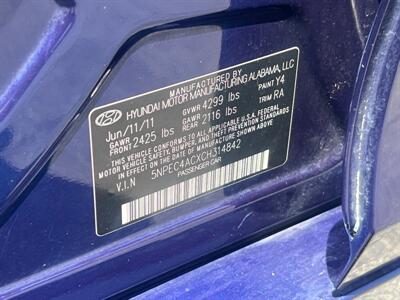 MANUFACTURED BY
HYUNDAI MOTOR MANUFACTURING ALABAMA, LLC
Jun/11/11 GVWR 4299 lbs PAINT Y4
GAWR FRONT 2425 lbs GAWR REAR 2116 lbs TRIM RA
THIS VEHICLE CONFORMS TO ALL APPLICABLE FEDERAL
MOTOR VEHICLE SAFETY, BUMPER, AND THEFT PREVENTION STANDARDS
IN EFFECT ON THE DATE OF MANUFACTURE SHOWN ABOVE.
V.I.N 5NPEC4ACXCH314842
PASSENGER CAR